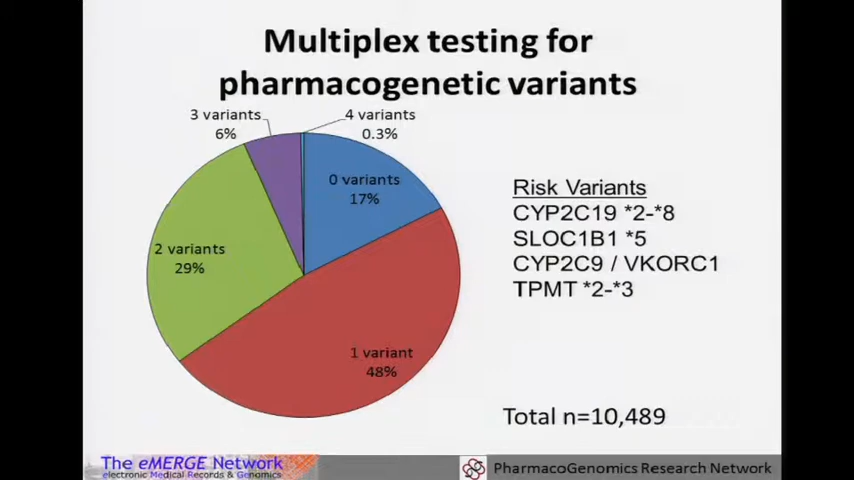 Multiplex testing for
pharmacogenetic variants
3 variants
6%
4 variants
0.3%
0 variants
17%
2 variants
29%
1 variant
48%
Risk Variants
CYP2C19 *2-*8
SLOC1B1 *5
CYP2C9 / VKORC1
TPMT *2-*3
Total n=10,489
The eMERGE Network
electronic Medical Records & Genomics
PharmacoGenomics Research Network